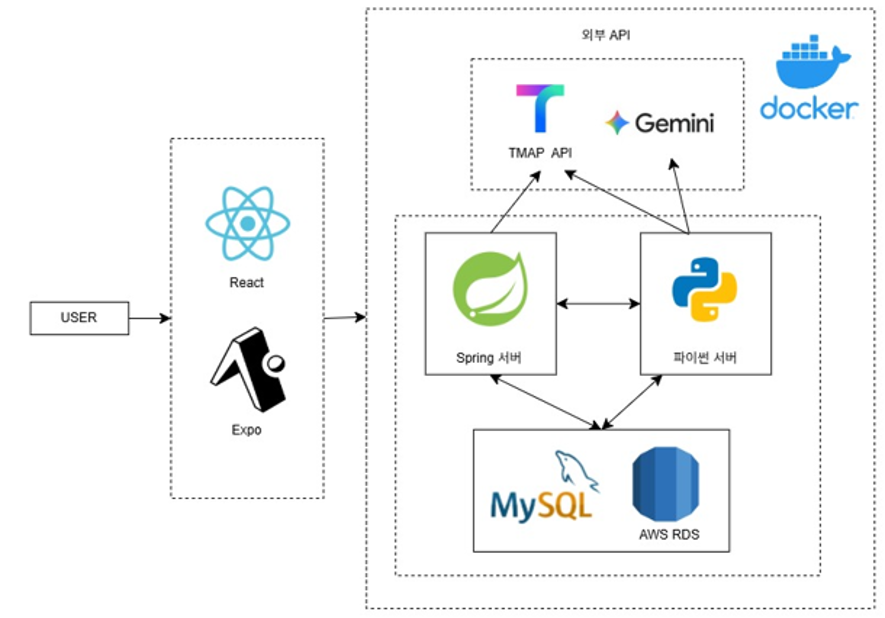 외부 API
docker
TMAP API
Gemini
React
USER
Spring 서버
파이썬 서버
Expo
MySQL
AWS RDS